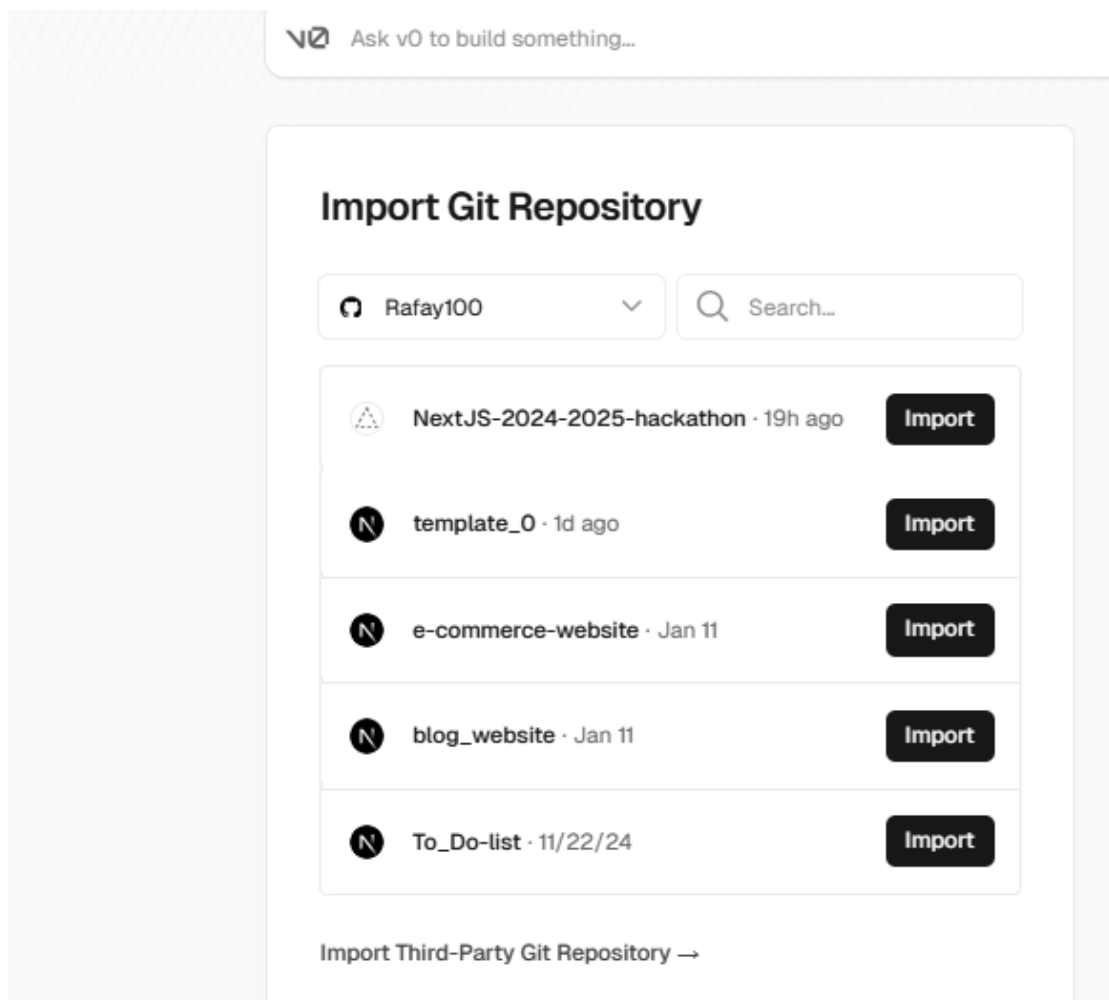 v0 Ask v0 to build something...
Import Git Repository
Rafay100 Search...
NextJS-2024-2025-hackathon · 19h ago Import
template_0 · 1d ago Import
e-commerce-website · Jan 11 Import
blog_website · Jan 11 Import
To_Do-list · 11/22/24 Import
Import Third-Party Git Repository →